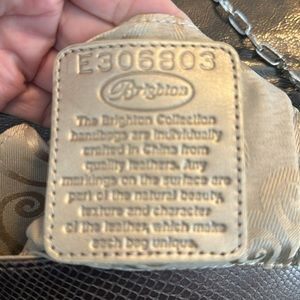 E306803
Brighton
The Brighton Collection
handbags are individually
crafted in China from
quality leathers. Any
markings on the surface are
part of the natural beauty,
texture and character
of the leather, which make
each bag unique.